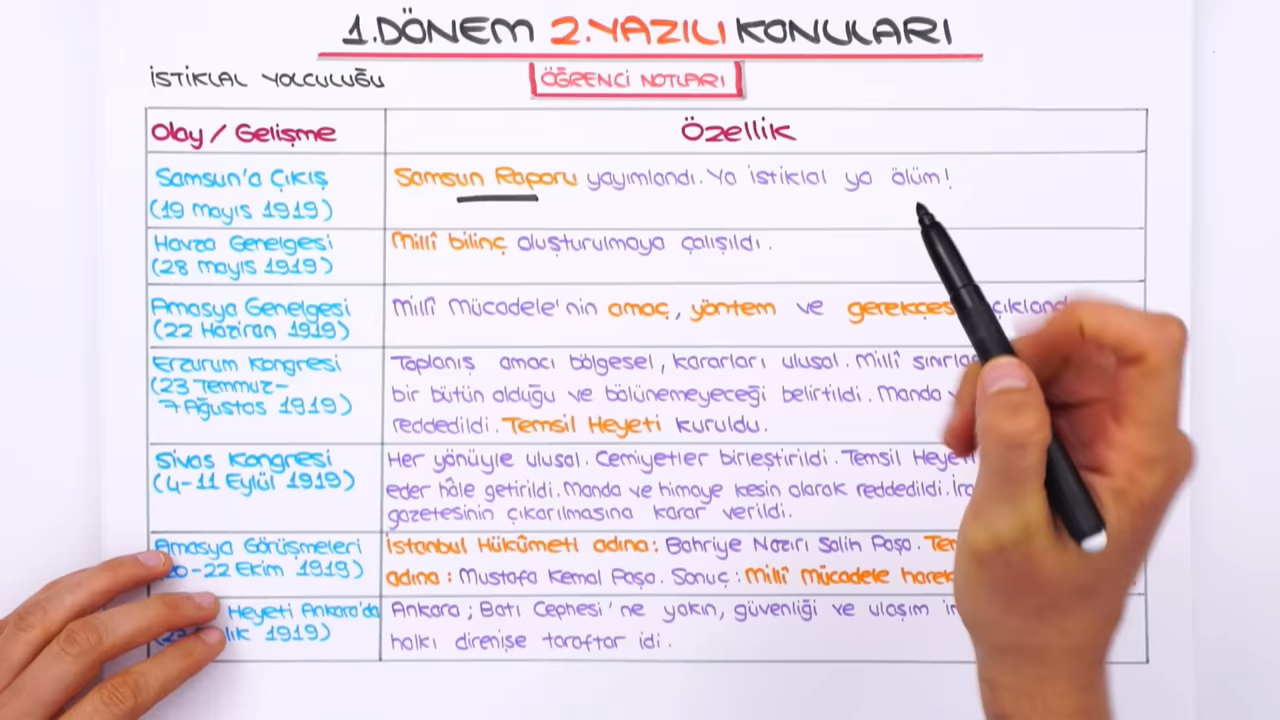 1.DÖNEM 2.YAZILI KONULARI
İSTİKLAL YOLCULUĞU
ÖĞRENCİ NOTLARI
Olay / Gelişme
Özellik
Samsun'a Çıkış
(19 Mayıs 1919)
Samsun Raporu yayımlandı. Ya istiklal ya ölüm!
Havza Genelgesi
(28 Mayıs 1919)
Millî bilinç oluşturulmaya çalışıldı.
Amasya Genelgesi
(22 Haziran 1919)
Millî Mücadele'nin amaç, yöntem ve
Erzurum Kongresi
(23 Temmuz-
7 Ağustos 1919)
Toplanış amacı bölgesel, kararları ulusal. Millî
bir bütün olduğu ve bölünemeyeceği belirtildi. Manda
reddedildi. Temsil Heyeti kuruldu.
Sivas Kongresi
(4-11 Eylül 1919)
Her yönüyle ulusal. Cemiyetler birleştirildi. Temsil
eder hâle getirildi. Manda ve himaye kesin olarak reddedildi.
gazetesinin çıkarılmasına karar verildi.
Amasya Görüşmeleri
22 Ekim 1919)
İstanbul Hükûmeti adına: Bahriye Nazırı Salih Paşa.
adına: Mustafa Kemal Paşa. Sonuç: Millî Mücadele
Heyeti Ankara'da
1919)
Ankara; Batı Cephesi'ne yakın, güvenliği ve ulaşım
halkı direnişe taraftar idi.